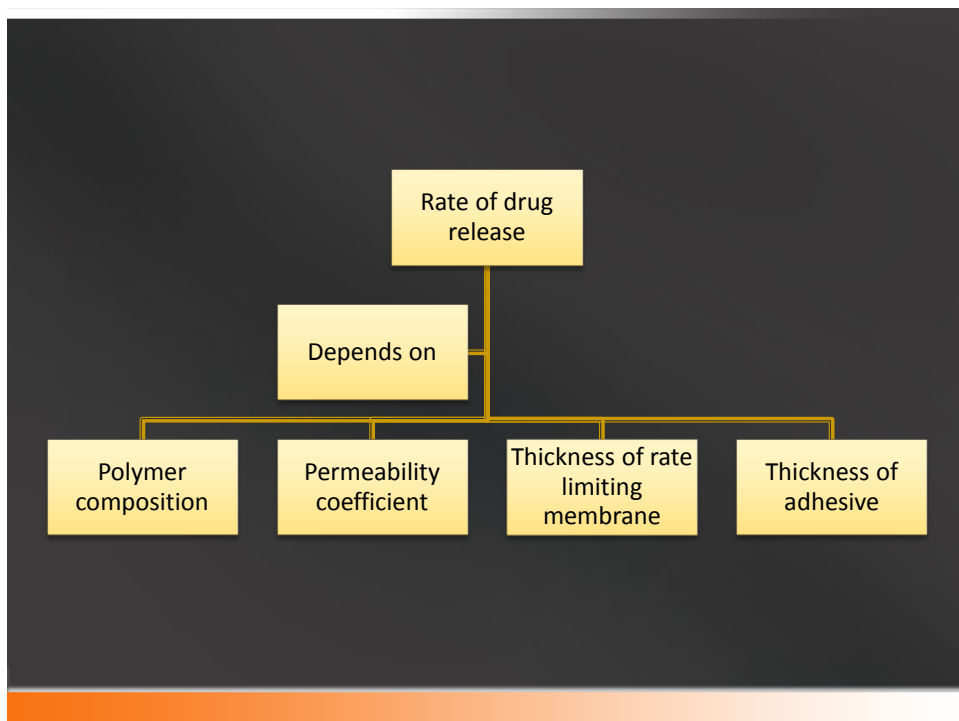 Rate of drug
release
Depends on
Polymer
composition
Permeability
coefficient
Thickness of rate
limiting
membrane
Thickness of
adhesive